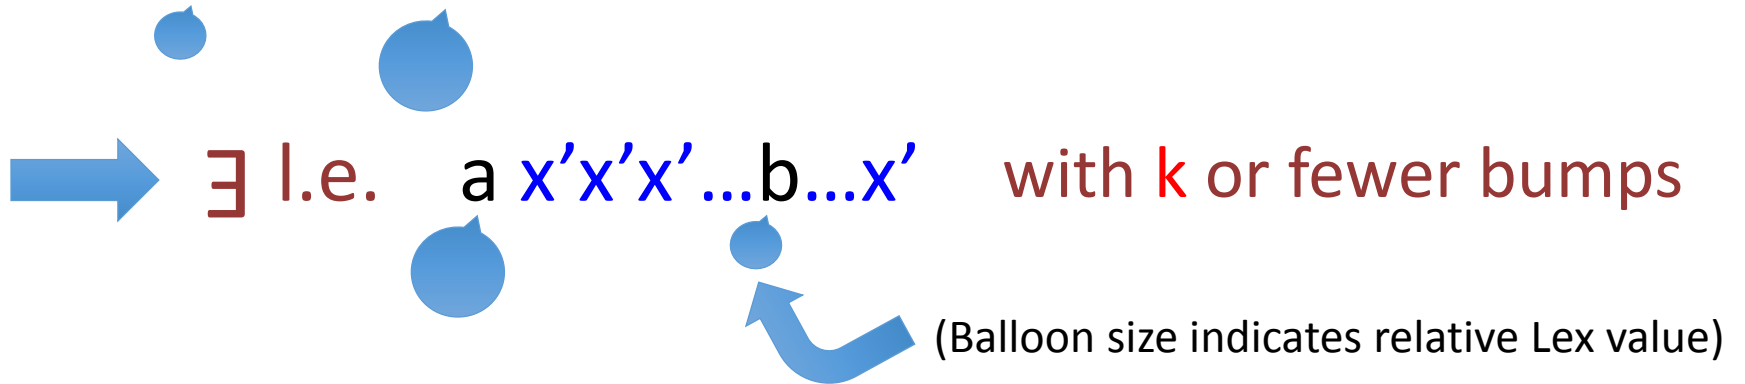 ∃ l.e. a x’x’x’…b…x’ with k or fewer bumps
(Balloon size indicates relative Lex value)